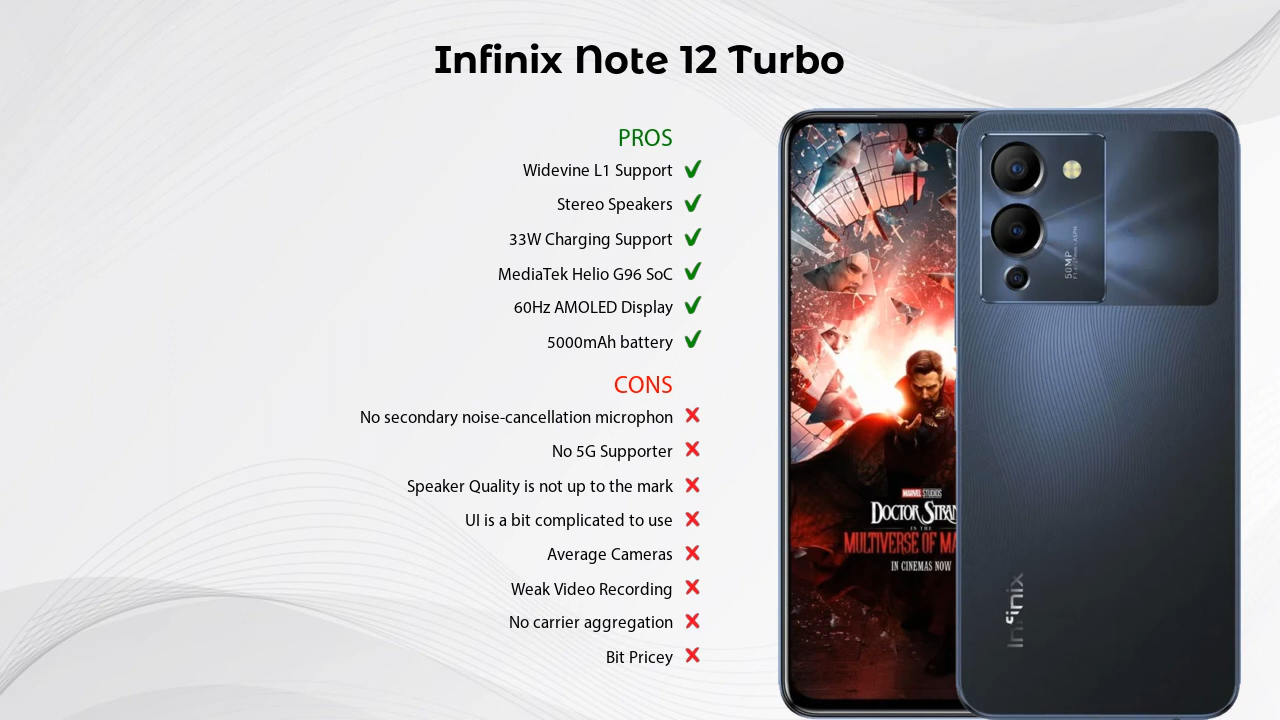 Infinix Note 12 Turbo
PROS
Widevine L1 Support
Stereo Speakers
33W Charging Support
MediaTek Helio G96 SoC
60Hz AMOLED Display
5000mAh battery
CONS
No secondary noise-cancellation microphon
No 5G Supporter
Speaker Quality is not up to the mark
UI is a bit complicated to use
Average Cameras
Weak Video Recording
No carrier aggregation
Bit Pricey
MARVEL STUDIOS
DOCTOR STRAN
IN THE
MULTIVERSE OF MA
IN CINEMAS NOW
50MP
Infinix